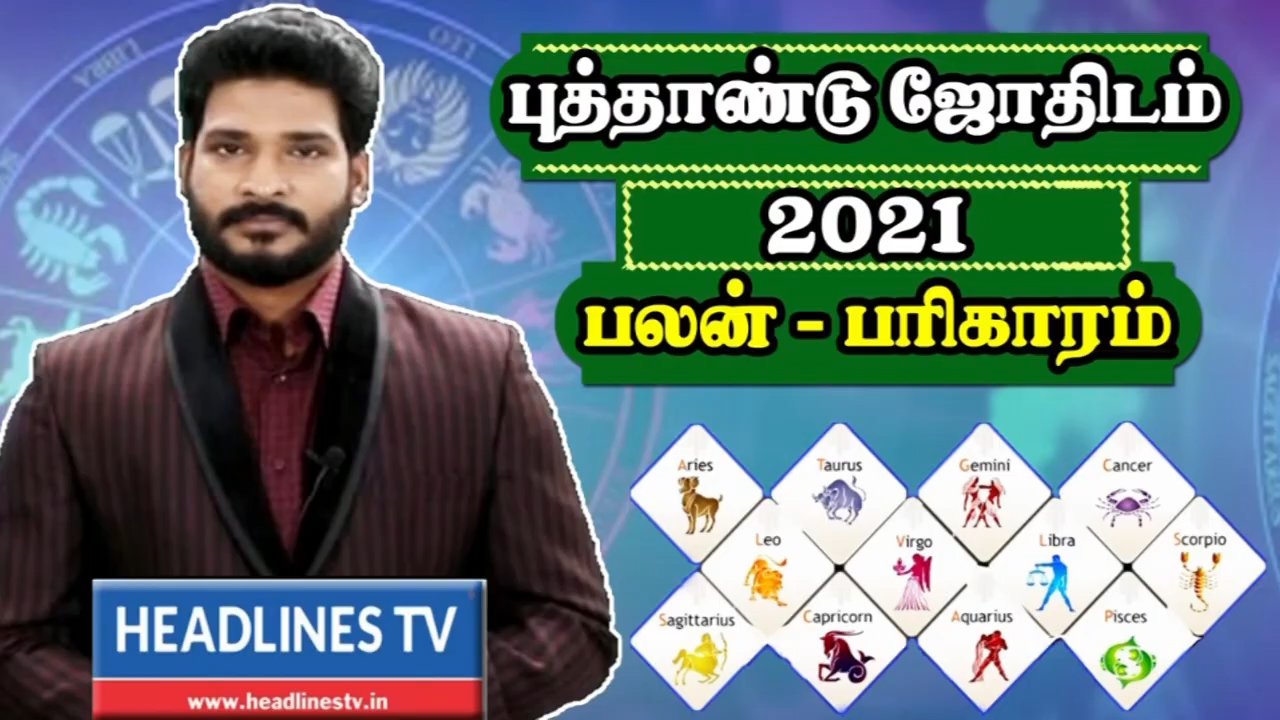 புத்தாண்டு ஜோதிடம்
2021
பலன் - பரிகாரம்
Aries
Taurus
Gemini
Cancer
Leo
Virgo
Libra
Scorpio
Sagittarius
Capricorn
Aquarius
Pisces
HEADLINES TV
www.headlinestv.in
LIBRA